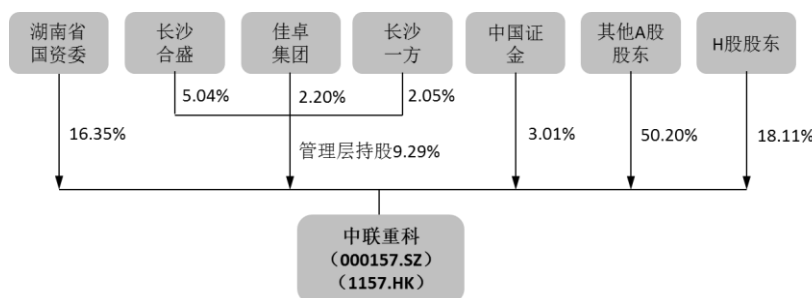 湖南省
国资委
长沙
合盛
佳卓
集团
长沙
一方
中国证
金
其他A股
股东
H股股东
5.04%
2.20%
2.05%
16.35%
管理层持股9.29%
3.01%
50.20%
18.11%
中联重科
（000157.SZ）
（1157.HK）